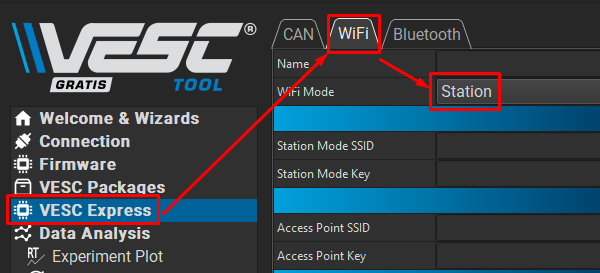 VESC®
GRATIS TOOL
Welcome & Wizards
Connection
Firmware
VESC Packages
VESC Express
Data Analysis
RT Experiment Plot
CAN WiFi Bluetooth
Name
WiFi Mode Station
Station Mode SSID
Station Mode Key
Access Point SSID
Access Point Key